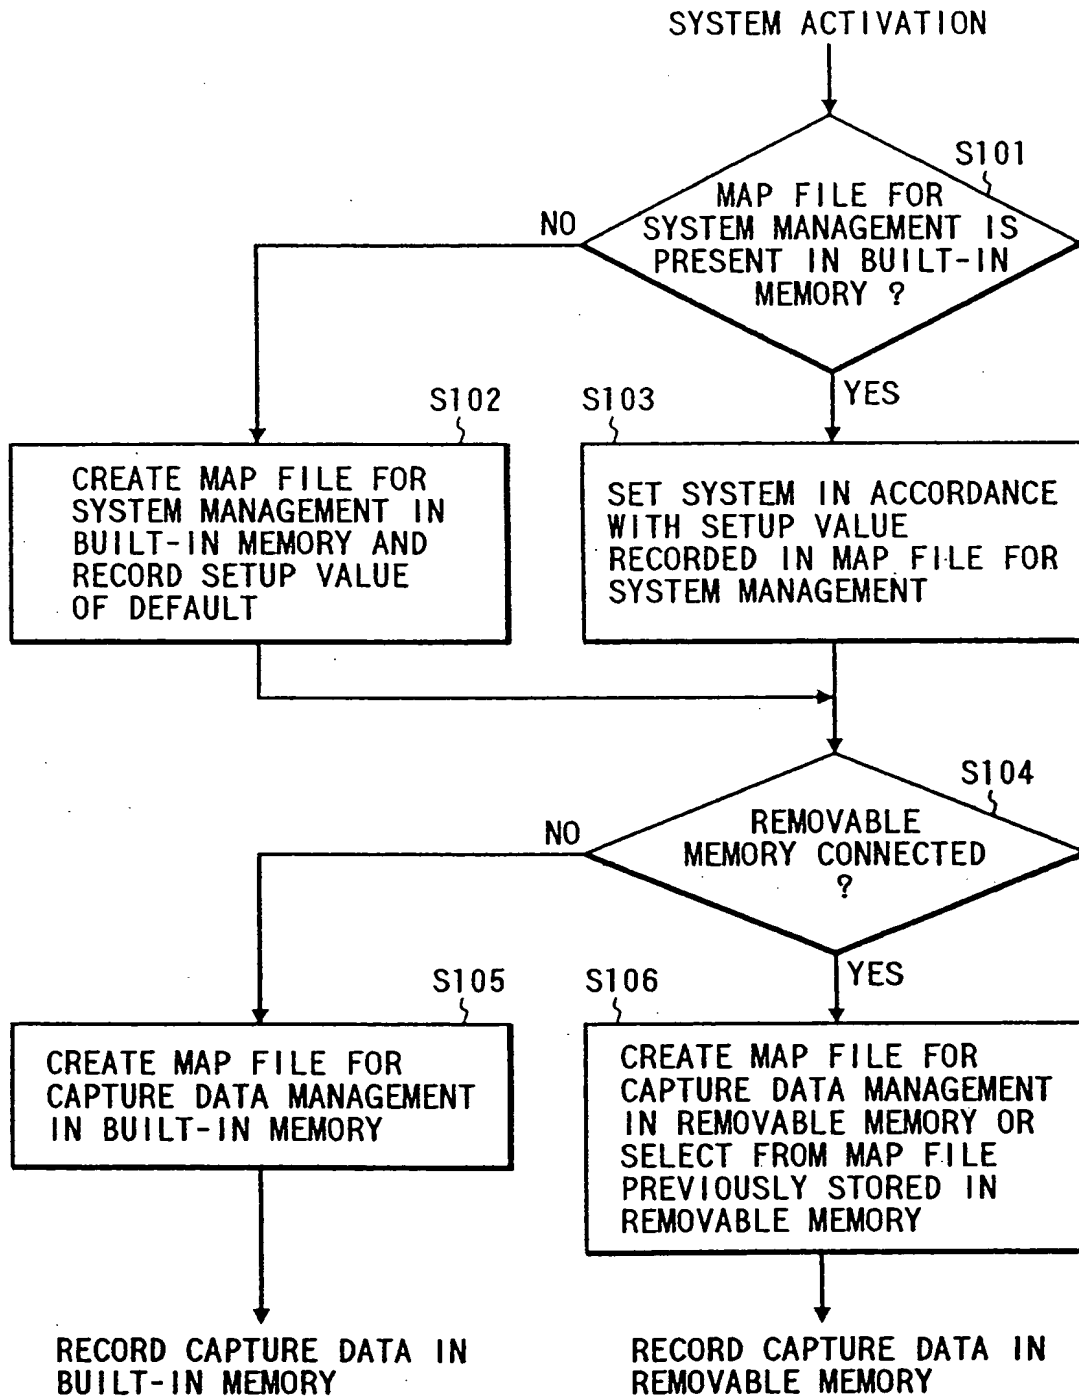 SYSTEM ACTIVATION
S101
MAP FILE FOR
SYSTEM MANAGEMENT IS
PRESENT IN BUILT-IN
MEMORY ?
NO
YES
S102
CREATE MAP FILE FOR
SYSTEM MANAGEMENT IN
BUILT-IN MEMORY AND
RECORD SETUP VALUE
OF DEFAULT
S103
SET SYSTEM IN ACCORDANCE
WITH SETUP VALUE
RECORDED IN MAP FILE FOR
SYSTEM MANAGEMENT
S104
REMOVABLE
MEMORY CONNECTED
?
NO
YES
S105
CREATE MAP FILE FOR
CAPTURE DATA MANAGEMENT
IN BUILT-IN MEMORY
S106
CREATE MAP FILE FOR
CAPTURE DATA MANAGEMENT
IN REMOVABLE MEMORY OR
SELECT FROM MAP FILE
PREVIOUSLY STORED IN
REMOVABLE MEMORY
RECORD CAPTURE DATA IN
BUILT-IN MEMORY
RECORD CAPTURE DATA IN
REMOVABLE MEMORY